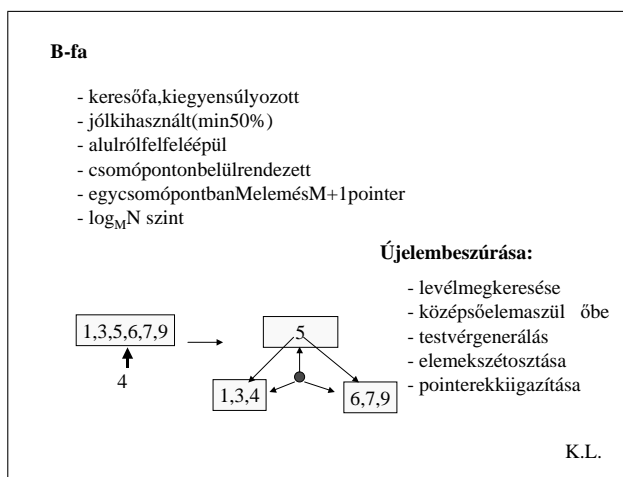 B-fa
- keresőfa,kiegyensúlyozott
- jólkihasznált(min50%)
- alulrólfelfeléépül
- csomópontonbelülrendezett
- egycsomópontbanMelemésM+1pointer
- logMN szint
Újelembeszúrása:
- levélmegkeresése
- középsőelemaszül őbe
- testvérgenerálás
- elemekszétosztása
- pointerekkiigazítása
1,3,5,6,7,9
4
5
1,3,4
6,7,9
K.L.